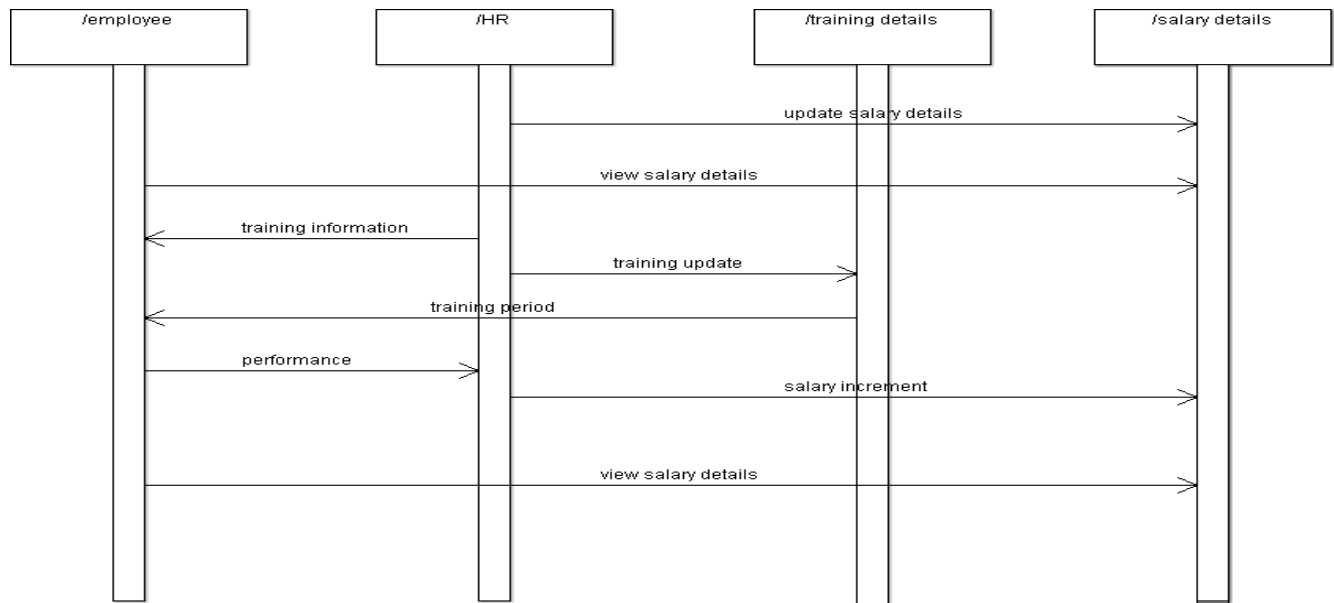 /employee
/HR
/training details
/salary details
update salary details
view salary details
training information
training update
training period
performance
salary increment
view salary details